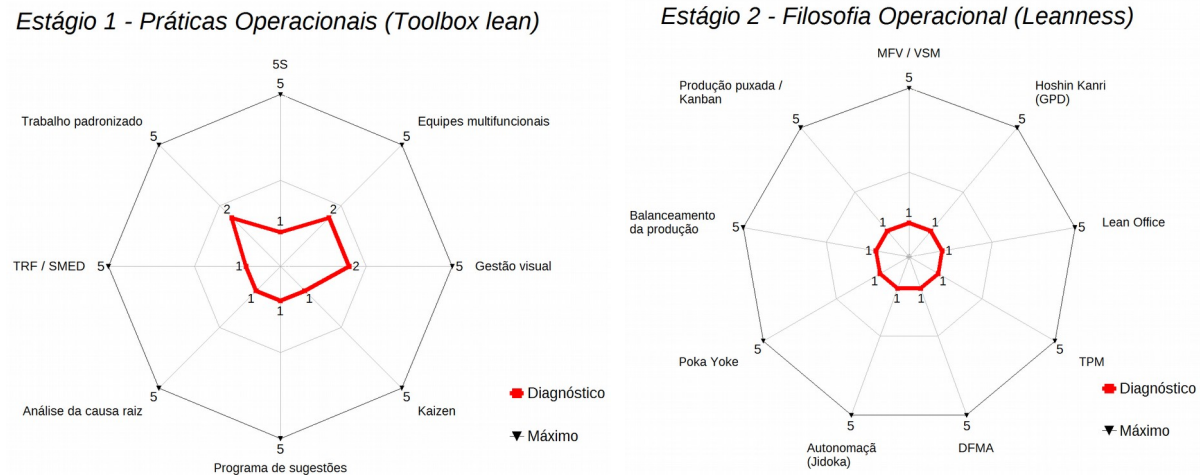 Estágio 1 - Práticas Operacionais (Toolbox lean)
5S
5
Trabalho padronizado
5
Equipes multifuncionais
5
2
1
2
TRF / SMED
5
1
2
5
Gestão visual
1
1
1
Análise da causa raiz
5
5
Kaizen
5
Programa de sugestões
Diagnóstico
Máximo
Estágio 2 - Filosofia Operacional (Leanness)
MFV / VSM
5
Produção puxada /
Kanban
5
Hoshin Kanri
(GPD)
5
Balanceamento
da produção
5
1
1
1
5
Lean Office
1
1
1
1
1
1
Poka Yoke
5
5
TPM
5
Autonomaçã
(Jidoka)
5
DFMA
Diagnóstico
Máximo